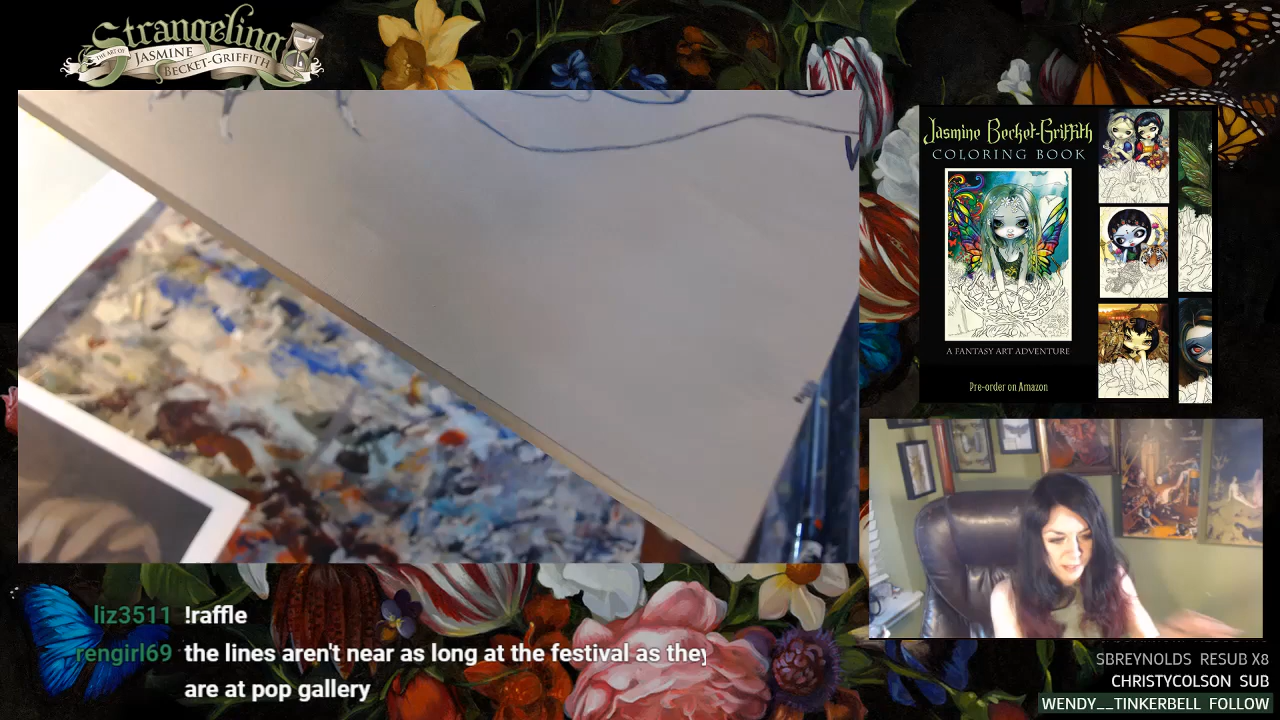 Strangeling
THE ART OF
JASMINE
BECKET-GRIFFITH
Jasmine Becket-Griffith
COLORING BOOK
A FANTASY ART ADVENTURE
Pre-order on Amazon
liz3511 !raffle
rengirl69 the lines aren't near as long at the festival as they
are at pop gallery
SBREYNOLDS RESUB X8
CHRISTYCOLSON SUB
WENDY__TINKERBELL FOLLOW